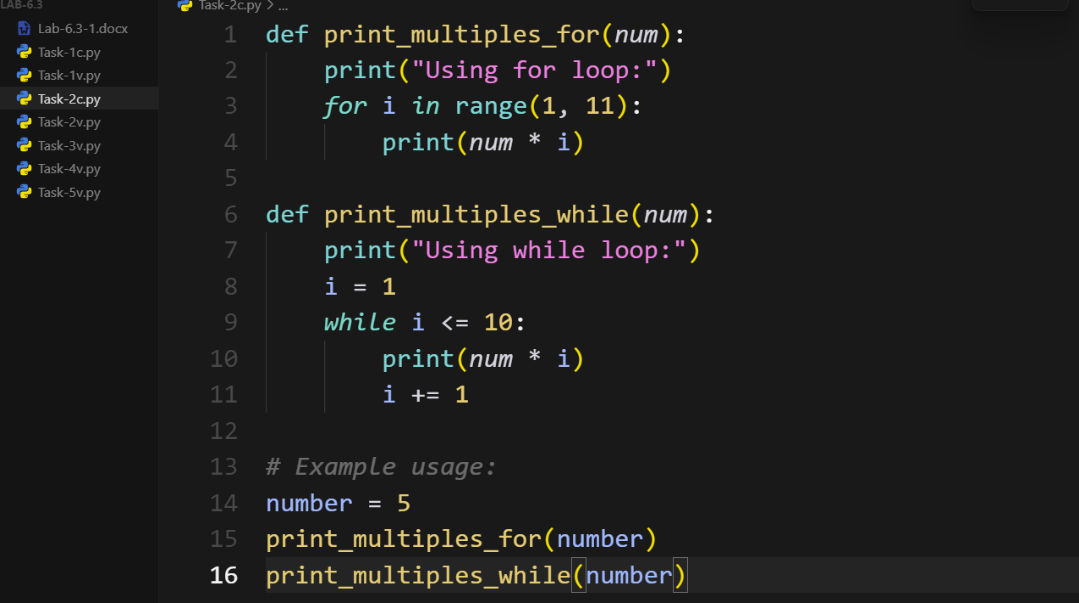 LAB-6.3
Lab-6.3-1.docx
Task-1c.py
Task-1v.py
Task-2c.py
Task-2v.py
Task-3v.py
Task-4v.py
Task-5v.py
Task-2c.py > ...
1 def print_multiples_for(num):
2     print("Using for loop:")
3     for i in range(1, 11):
4         print(num * i)
5
6 def print_multiples_while(num):
7     print("Using while loop:")
8     i = 1
9     while i <= 10:
10         print(num * i)
11         i += 1
12
13 # Example usage:
14 number = 5
15 print_multiples_for(number)
16 print_multiples_while(number)